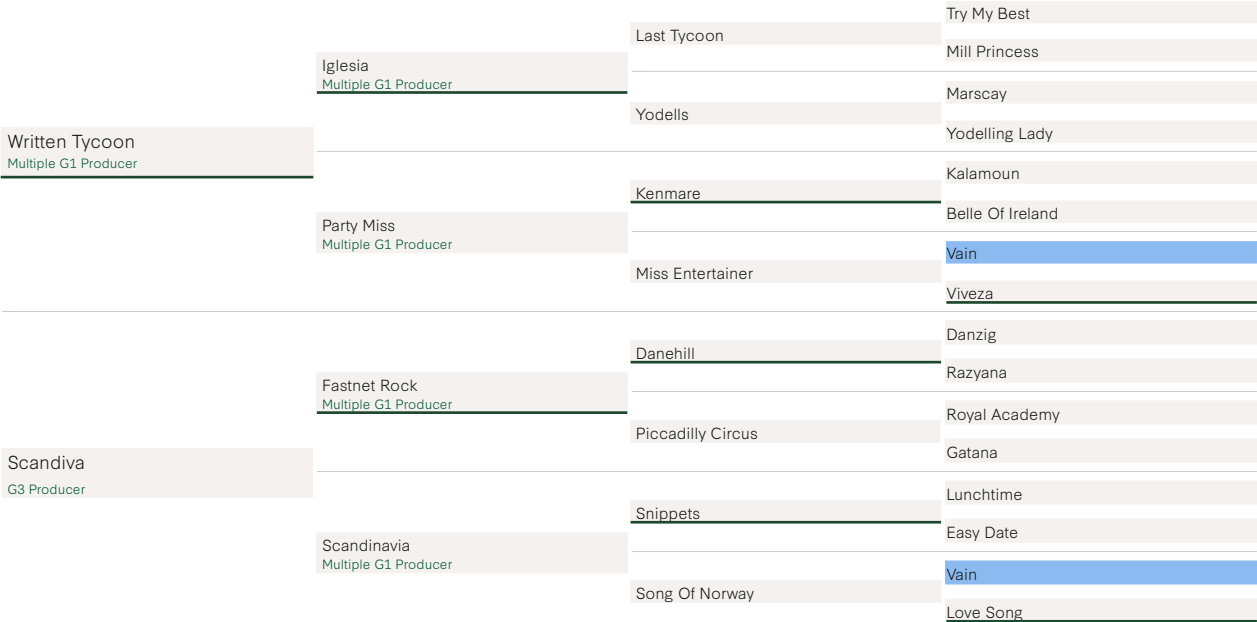 Written Tycoon
Multiple G1 Producer
Scandiva
G3 Producer
Iglesia
Multiple G1 Producer
Party Miss
Multiple G1 Producer
Fastnet Rock
Multiple G1 Producer
Scandinavia
Multiple G1 Producer
Last Tycoon
Yodells
Kenmare
Miss Entertainer
Danehill
Piccadilly Circus
Snippets
Song Of Norway
Try My Best
Mill Princess
Marscay
Yodelling Lady
Kalamoun
Belle Of Ireland
Vain
Viveza
Danzig
Razyana
Royal Academy
Gatana
Lunchtime
Easy Date
Vain
Love Song